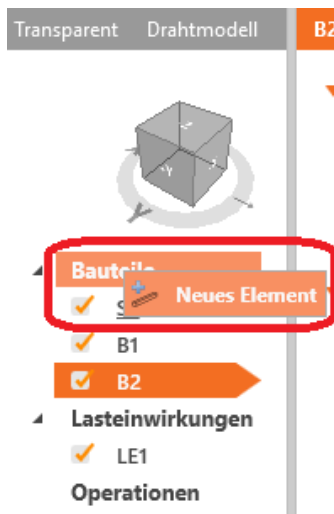 Transparent Drahtmodell B2
Bauteile
Neues Element
B1
B2
Lasteinwirkungen
LE1
Operationen